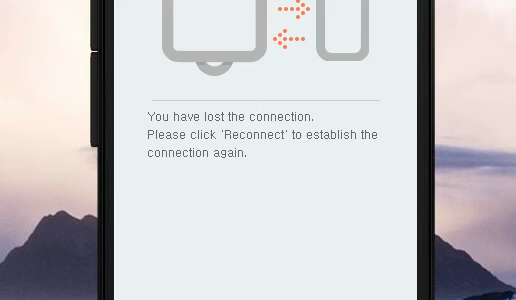 You have lost the connection.
Please click 'Reconnect' to establish the
connection again.